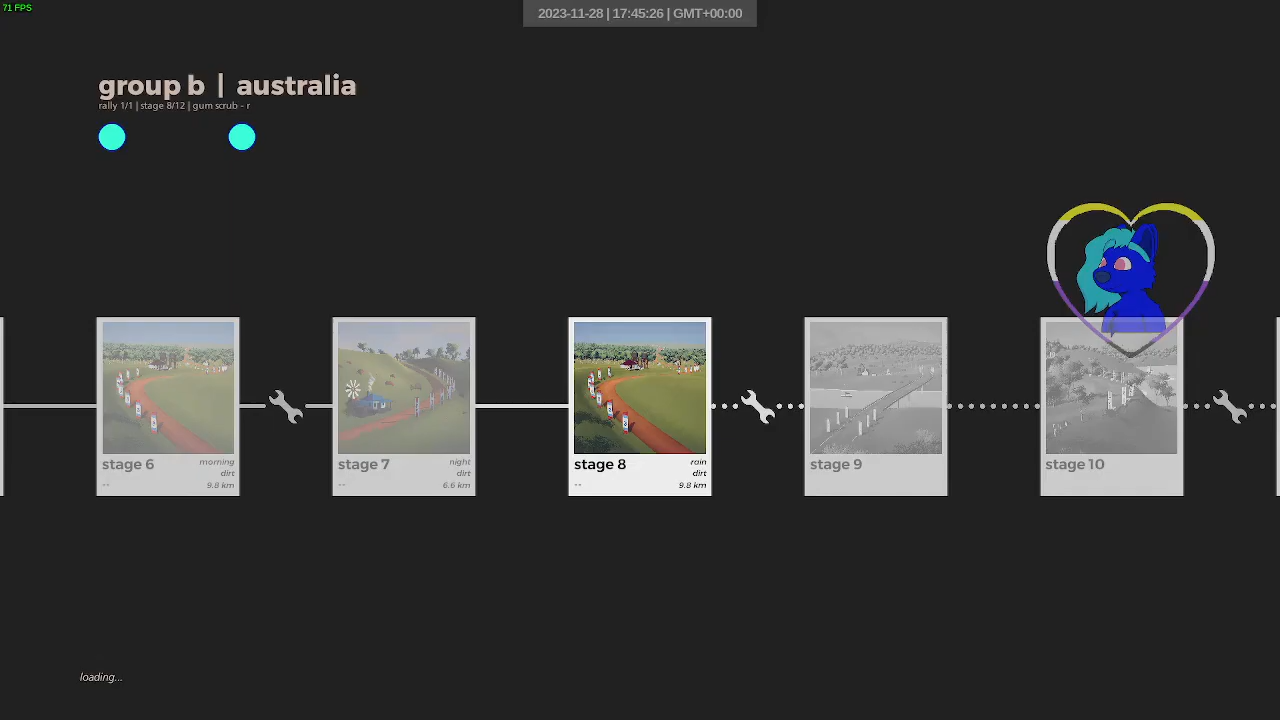 71 FPS
2023-11-28 | 17:45:26 | GMT+00:00
group b | australia
rally 1/1 | stage 8/12 | gum scrub - r
stage 6
morning
dirt
-- 9.8 km
stage 7
night
dirt
-- 6.6 km
stage 8
rain
dirt
-- 9.8 km
stage 9
stage 10
loading...